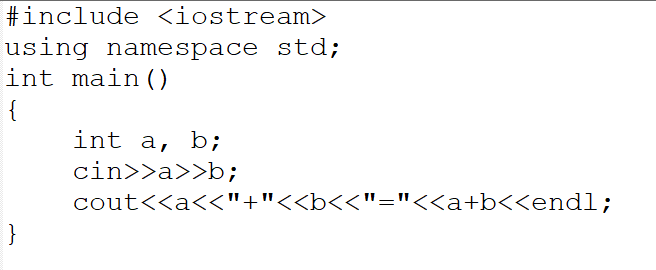 #include <iostream>
using namespace std;
int main()
{
    int a, b;
    cin>>a>>b;
    cout<<a<<"+"<<b<<"="<<a+b<<endl;
}